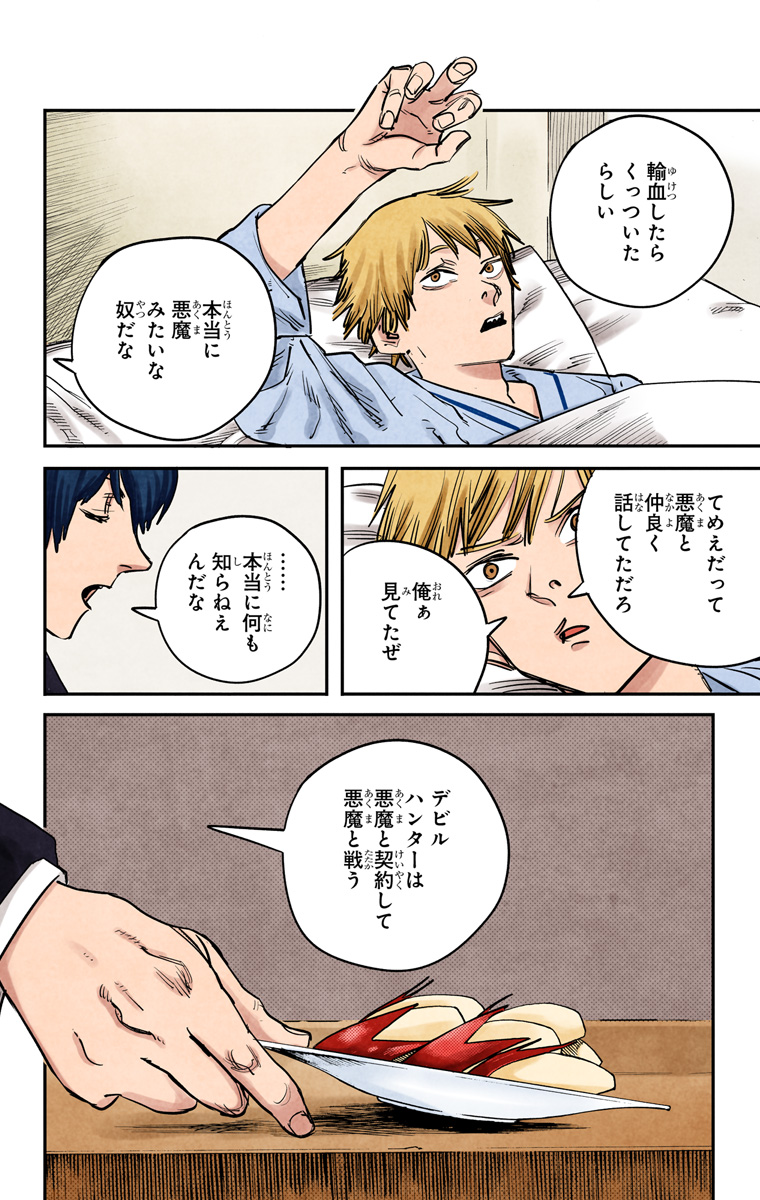 輸血したら
くっついた
らしい
本当に
悪魔
みたいな
奴だな
てめえだって
悪魔と
仲良く
話してただろ
俺ぁ
見てたぜ
……
本当に何も
知らねえ
んだな
デビル
ハンターは
悪魔と契約して
悪魔と戦う